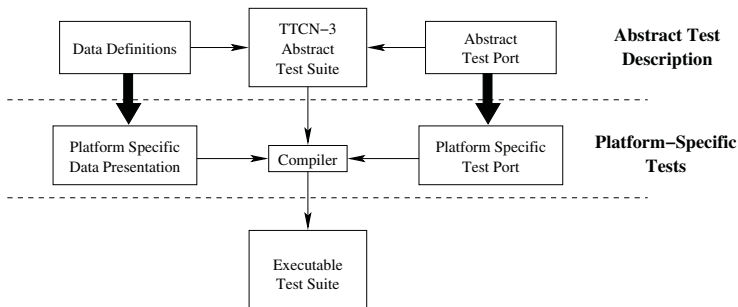 Data Definitions
TTCN−3
Abstract
Test Suite
Abstract
Test Port
Abstract Test
Description
Platform Specific
Data Presentation
Compiler
Platform Specific
Test Port
Platform−Specific
Tests
Executable
Test Suite